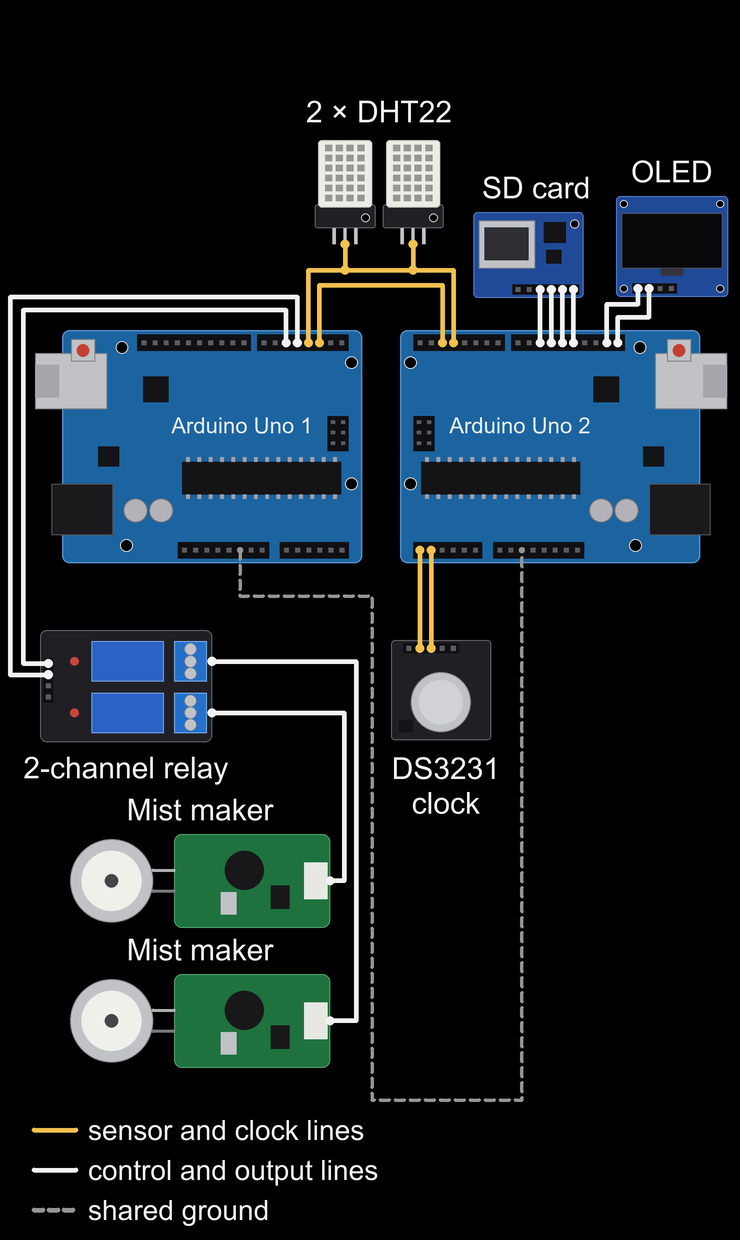 2 × DHT22
SD card
OLED
Arduino Uno 1
Arduino Uno 2
2-channel relay
DS3231
clock
Mist maker
Mist maker
sensor and clock lines
control and output lines
shared ground